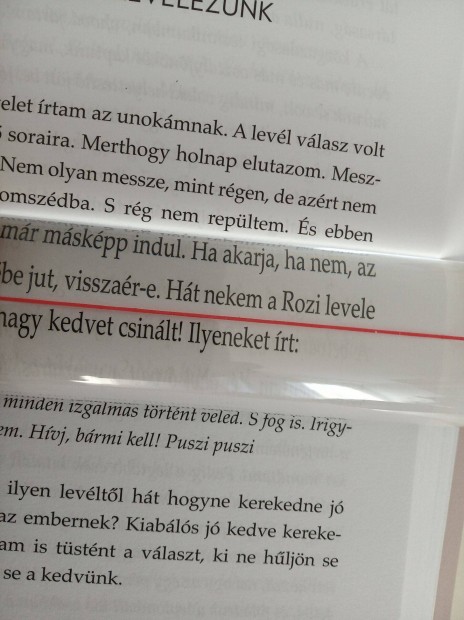 LEVELEZÜNK
elet írtam az unokámnak. A levél válasz volt
ő soraira. Merthogy holnap elutazom. Mesz-
Nem olyan messze, mint régen, de azért nem
omszédba. S rég nem repültem. És ebben
már másképp indul. Ha akarja, ha nem, az
be jut, visszaér-e. Hát nekem a Rozi levele
nagy kedvet csinált! Ilyeneket írt:
minden izgalmas történt veled. S fog is. Irigy-
em. Hívj, bármi kell! Puszi puszi
ilyen levéltől hát hogyne kerekedne jó
az embernek? Kiabálós jó kedve kereke-
am is tüstént a választ, ki ne hűljön se
se a kedvünk.